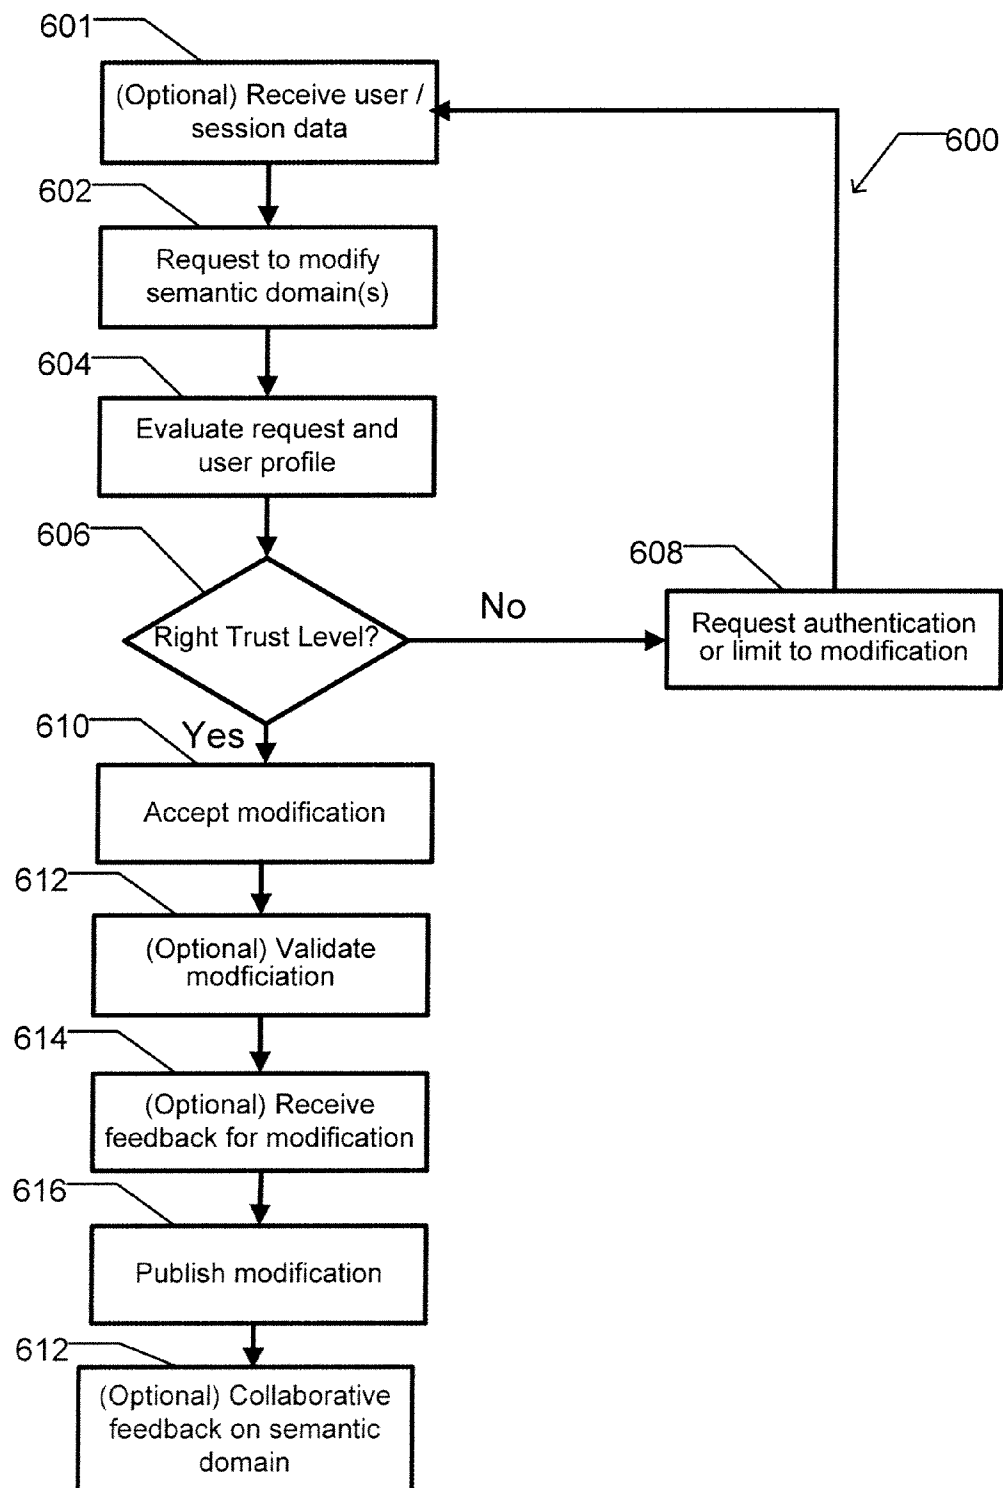 601
(Optional) Receive user /
session data
600
602
Request to modify
semantic domain(s)
604
Evaluate request and
user profile
606
Right Trust Level?
No
608
Request authentication
or limit to modification
Yes
610
Accept modification
612
(Optional) Validate
modficiation
614
(Optional) Receive
feedback for modification
616
Publish modification
612
(Optional) Collaborative
feedback on semantic
domain